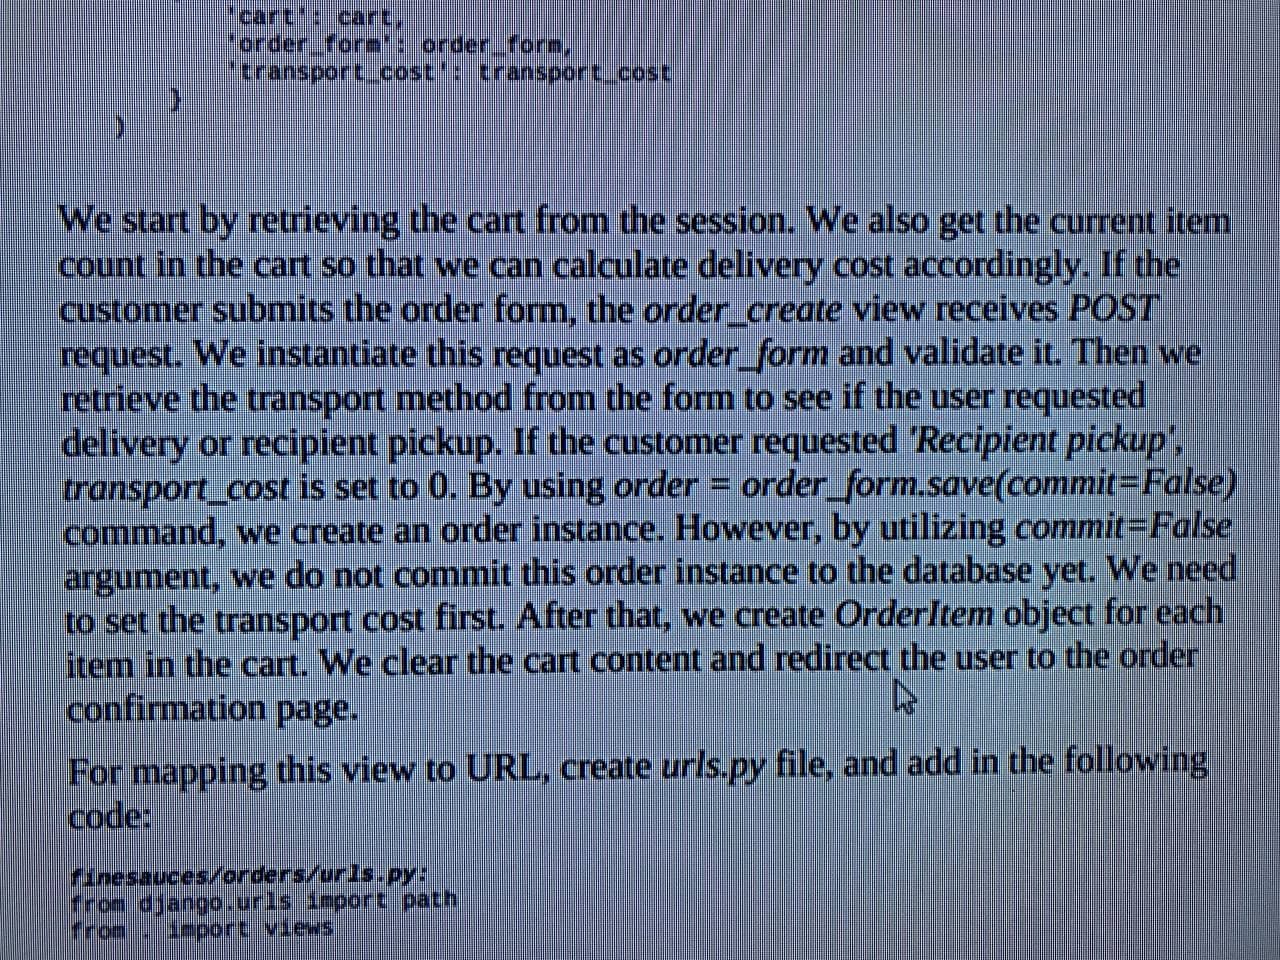 'cart': cart,
'order_form': order_form,
'transport_cost': transport_cost
}
)
We start by retrieving the cart from the session. We also get the current item
count in the cart so that we can calculate delivery cost accordingly. If the
customer submits the order form, the order_create view receives POST
request. We instantiate this request as order_form and validate it. Then we
retrieve the transport method from the form to see if the user requested
delivery or recipient pickup. If the customer requested 'Recipient pickup',
transport_cost is set to 0. By using order = order_form.save(commit=False)
command, we create an order instance. However, by utilizing commit=False
argument, we do not commit this order instance to the database yet. We need
to set the transport cost first. After that, we create OrderItem object for each
item in the cart. We clear the cart content and redirect the user to the order
confirmation page.
For mapping this view to URL, create urls.py file, and add in the following
code:
finesauces/orders/urls.py:
from django.urls import path
from . import views